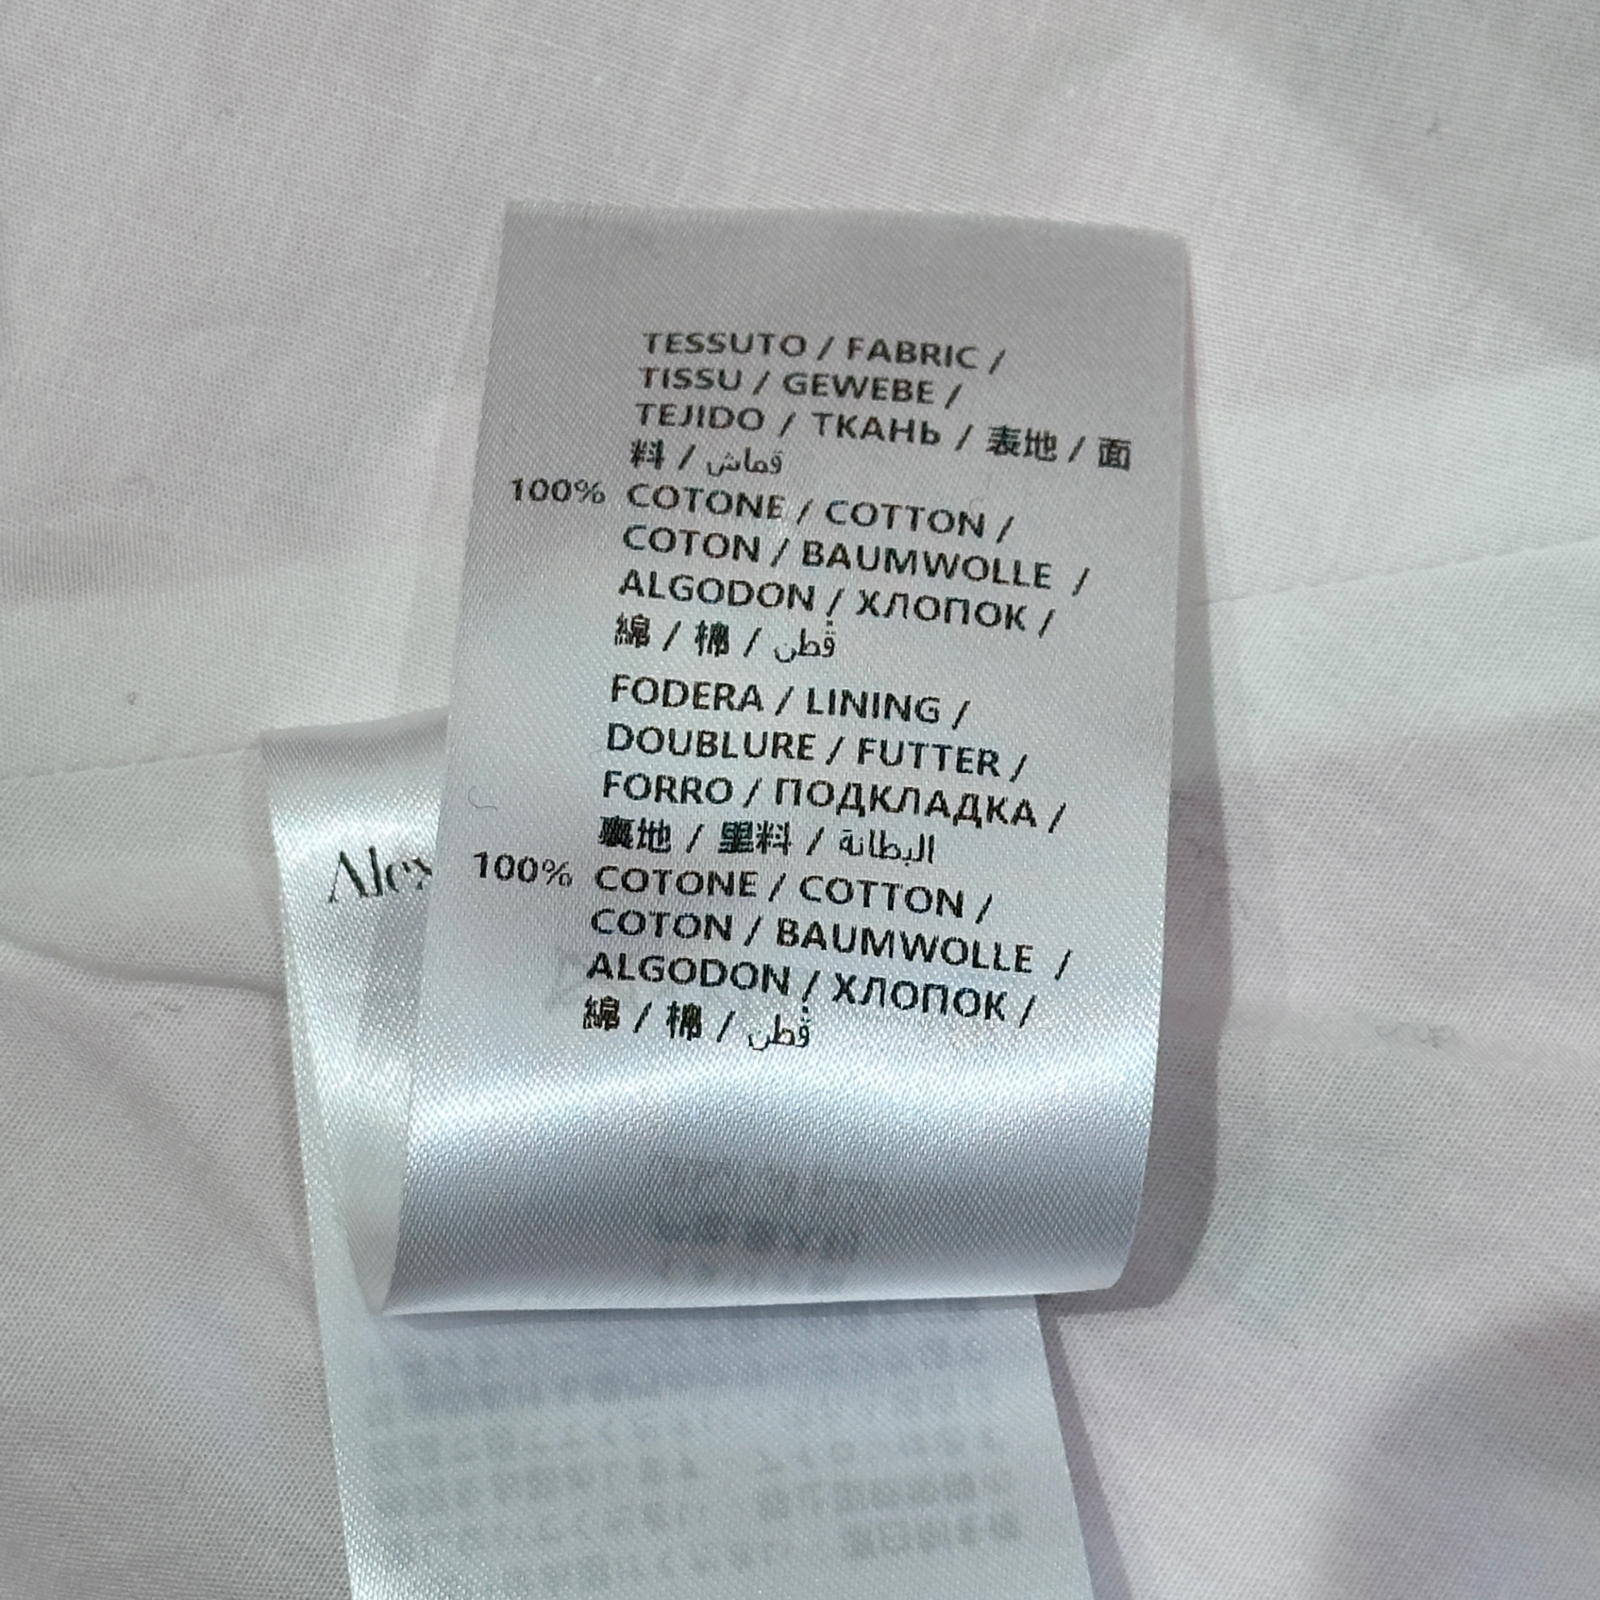 TESSUTO / FABRIC /
TISSU / GEWEBE /
TEJIDO / ТКАНЬ / 表地 / 面
料 / قماش
100% COTONE / COTTON /
COTON / BAUMWOLLE /
ALGODON / ХЛОПОК /
綿 / 棉 / قطن
FODERA / LINING /
DOUBLURE / FUTTER /
FORRO / ПОДКЛАДКА /
裏地 / 里料 / البطانة
100% COTONE / COTTON /
COTON / BAUMWOLLE /
ALGODON / ХЛОПОК /
綿 / 棉 / قطن
Alex